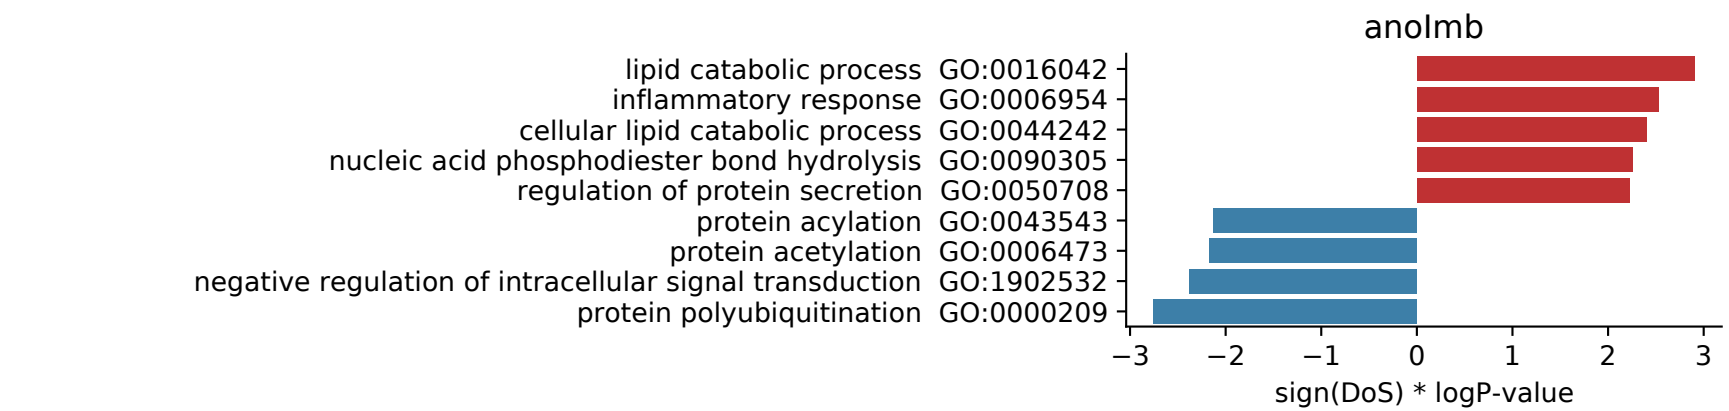 anoImb
lipid catabolic process GO:0016042
inflammatory response GO:0006954
cellular lipid catabolic process GO:0044242
nucleic acid phosphodiester bond hydrolysis GO:0090305
regulation of protein secretion GO:0050708
protein acylation GO:0043543
protein acetylation GO:0006473
negative regulation of intracellular signal transduction GO:1902532
protein polyubiquitination GO:0000209
−3 −2 −1 0 1 2 3
sign(DoS) * logP-value